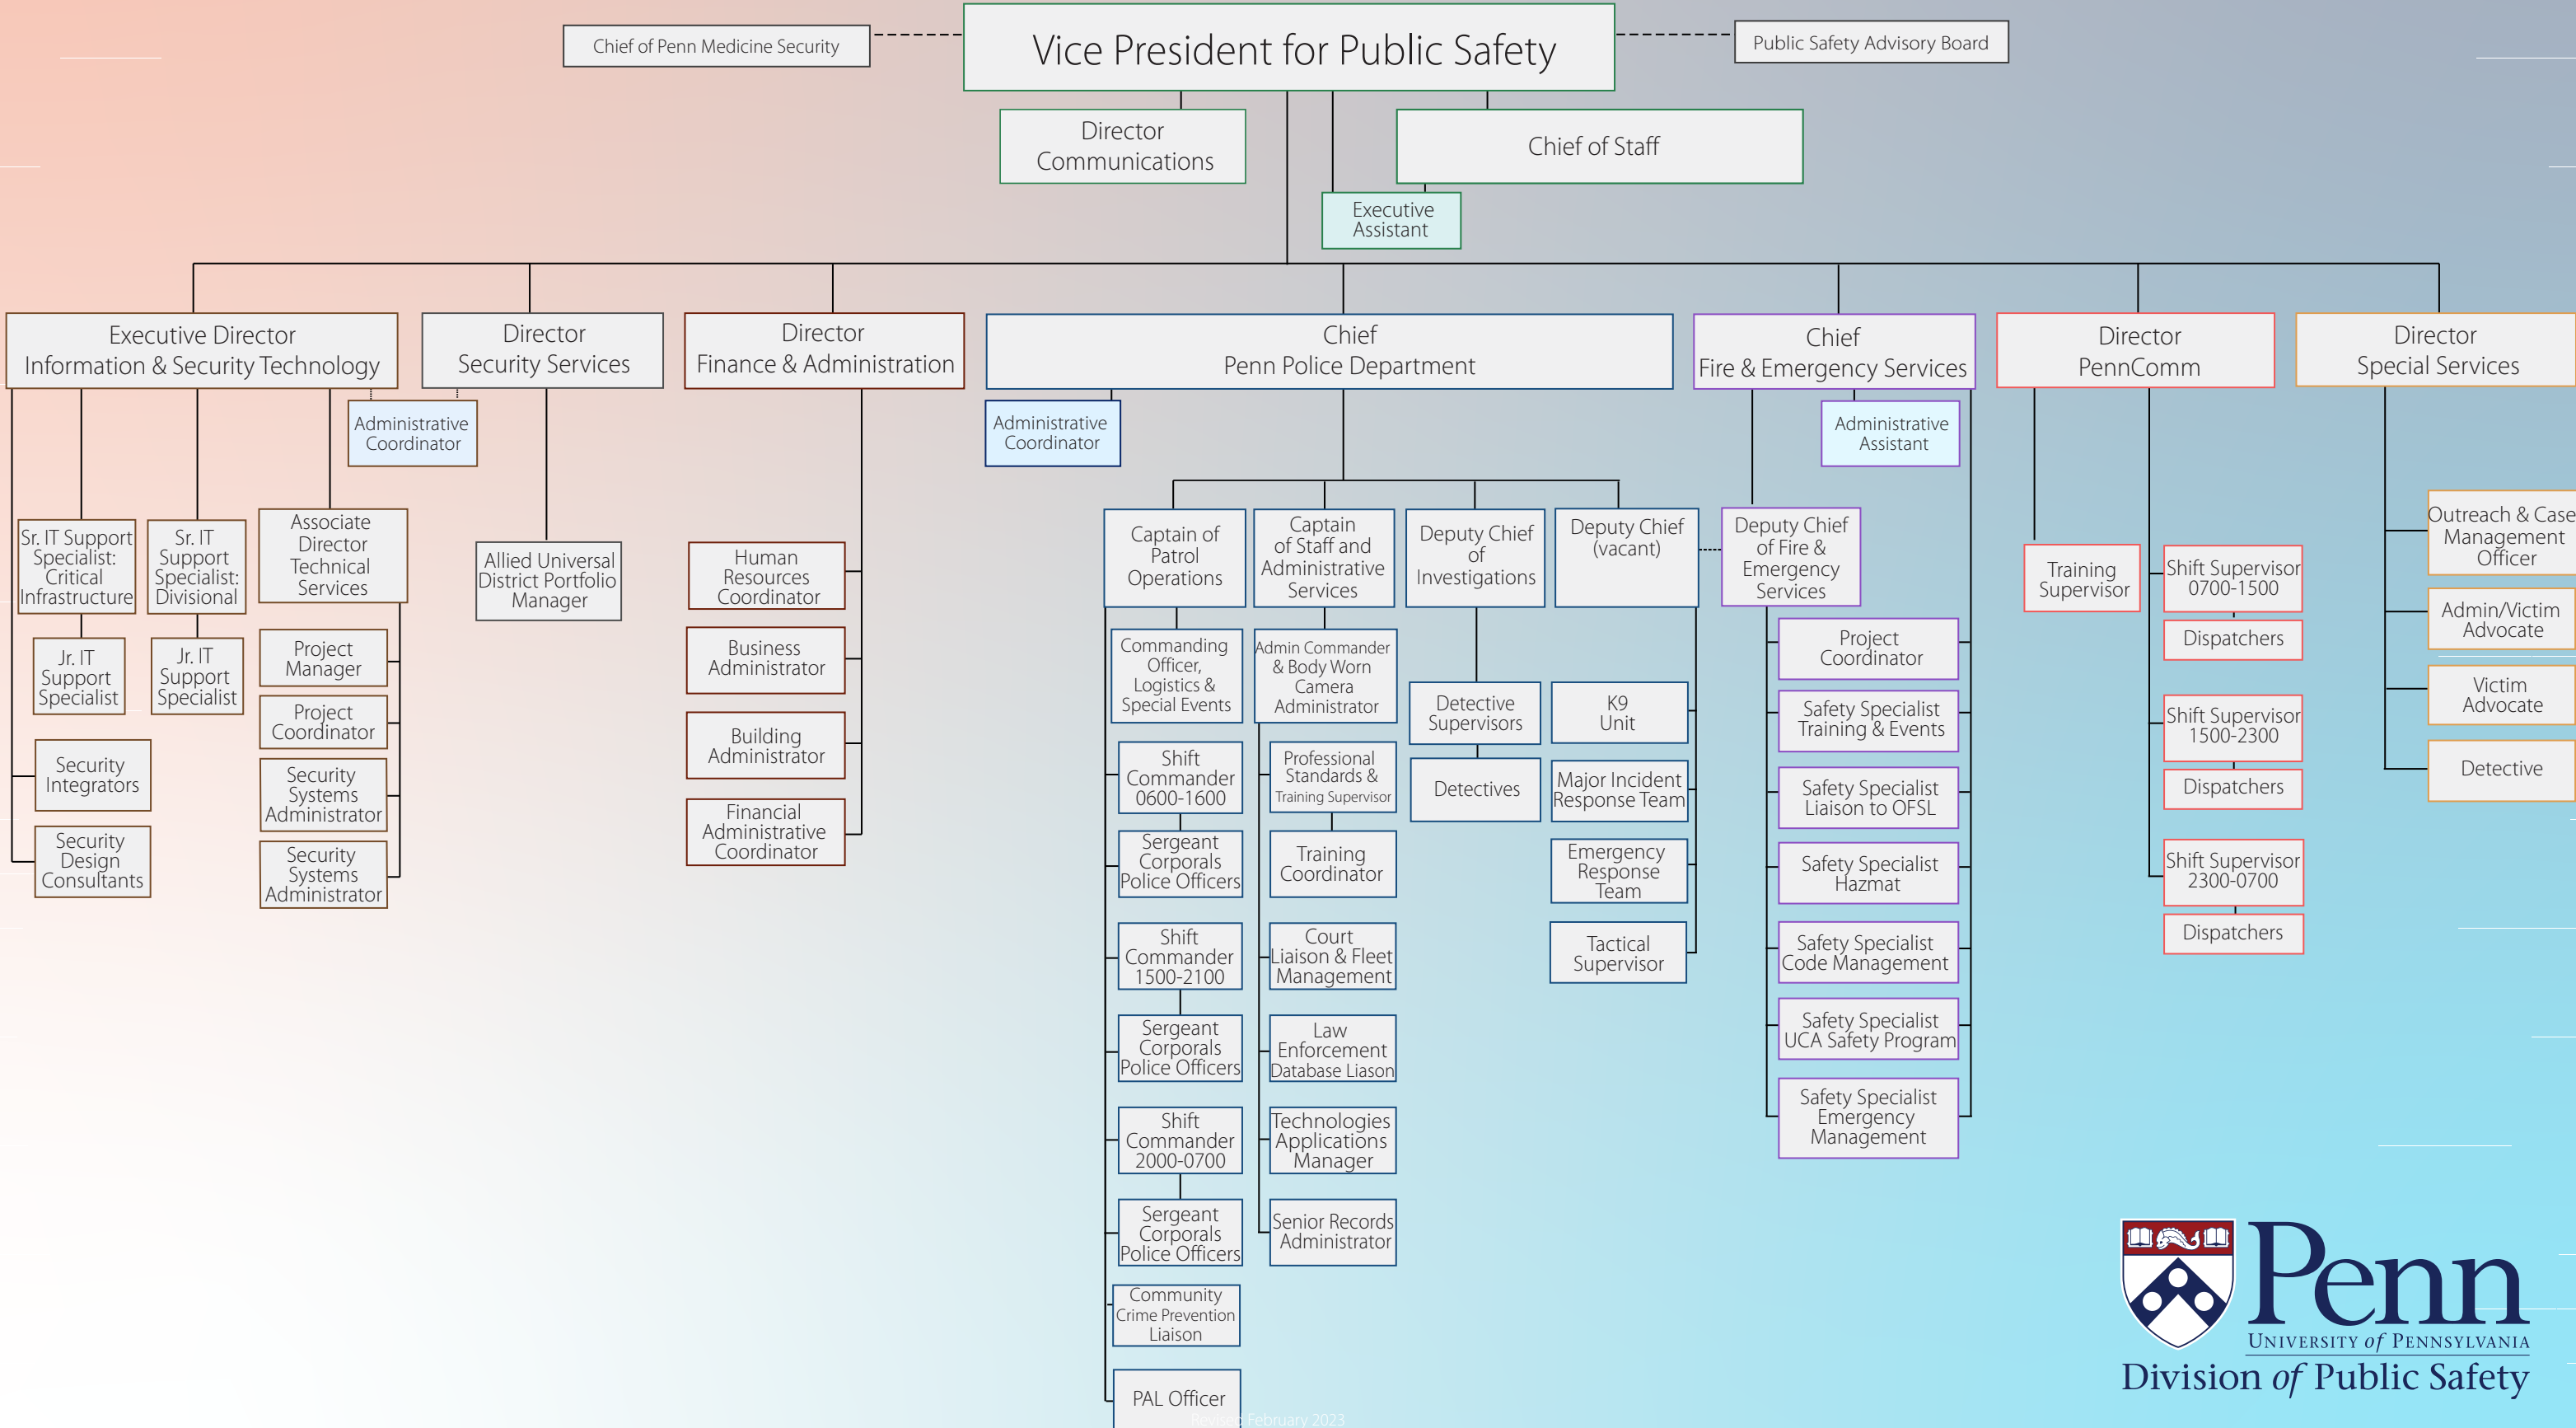 Chief of Penn Medicine Security
Vice President for Public Safety
Public Safety Advisory Board
Director
Communications
Chief of Staff
Executive
Assistant
Executive Director
Information & Security Technology
Director
Security Services
Director
Finance & Administration
Chief
Penn Police Department
Chief
Fire & Emergency Services
Director
PennComm
Director
Special Services
Administrative
Coordinator
Administrative
Coordinator
Administrative
Assistant
Sr. IT Support
Specialist:
Critical
Infrastructure
Jr. IT
Support
Specialist
Security
Integrators
Security
Design
Consultants
Sr. IT
Support
Specialist:
Divisional
Jr. IT
Support
Specialist
Associate
Director
Technical
Services
Project
Manager
Project
Coordinator
Security
Systems
Administrator
Security
Systems
Administrator
Allied Universal
District Portfolio
Manager
Human
Resources
Coordinator
Business
Administrator
Building
Administrator
Financial
Administrative
Coordinator
Captain of
Patrol
Operations
Commanding
Officer,
Logistics &
Special Events
Shift
Commander
0600-1600
Sergeant
Corporals
Police Officers
Shift
Commander
1500-2100
Sergeant
Corporals
Police Officers
Shift
Commander
2000-0700
Sergeant
Corporals
Police Officers
Community
Crime Prevention
Liaison
PAL Officer
Captain
of Staff and
Administrative
Services
Admin Commander
& Body Worn
Camera
Administrator
Professional
Standards &
Training Supervisor
Training
Coordinator
Court
Liaison & Fleet
Management
Law
Enforcement
Database Liason
Technologies
Applications
Manager
Senior Records
Administrator
Deputy Chief
of
Investigations
Detective
Supervisors
Detectives
Deputy Chief
(vacant)
K9
Unit
Major Incident
Response Team
Emergency
Response
Team
Tactical
Supervisor
Deputy Chief
of Fire &
Emergency
Services
Project
Coordinator
Safety Specialist
Training & Events
Safety Specialist
Liaison to OFSL
Safety Specialist
Hazmat
Safety Specialist
Code Management
Safety Specialist
UCA Safety Program
Safety Specialist
Emergency
Management
Training
Supervisor
Shift Supervisor
0700-1500
Dispatchers
Shift Supervisor
1500-2300
Dispatchers
Shift Supervisor
2300-0700
Dispatchers
Outreach & Case
Management
Officer
Admin/Victim
Advocate
Victim
Advocate
Detective
Penn
UNIVERSITY of PENNSYLVANIA
Division of Public Safety
Revised February 2023